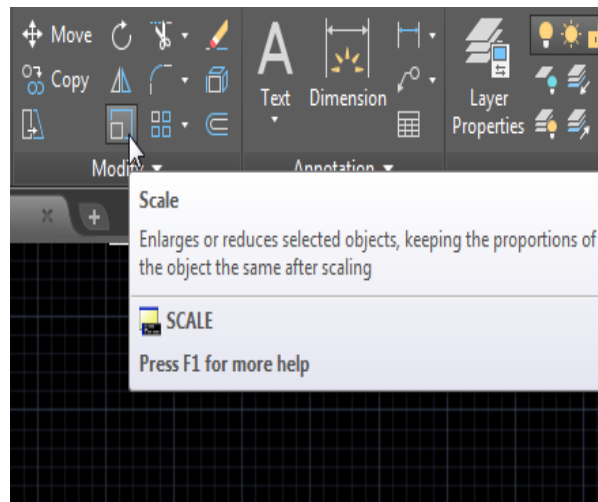 Move
Copy
Text
Dimension
Layer
Properties
Modify
Annotation
Scale
Enlarges or reduces selected objects, keeping the proportions of
the object the same after scaling
SCALE
Press F1 for more help